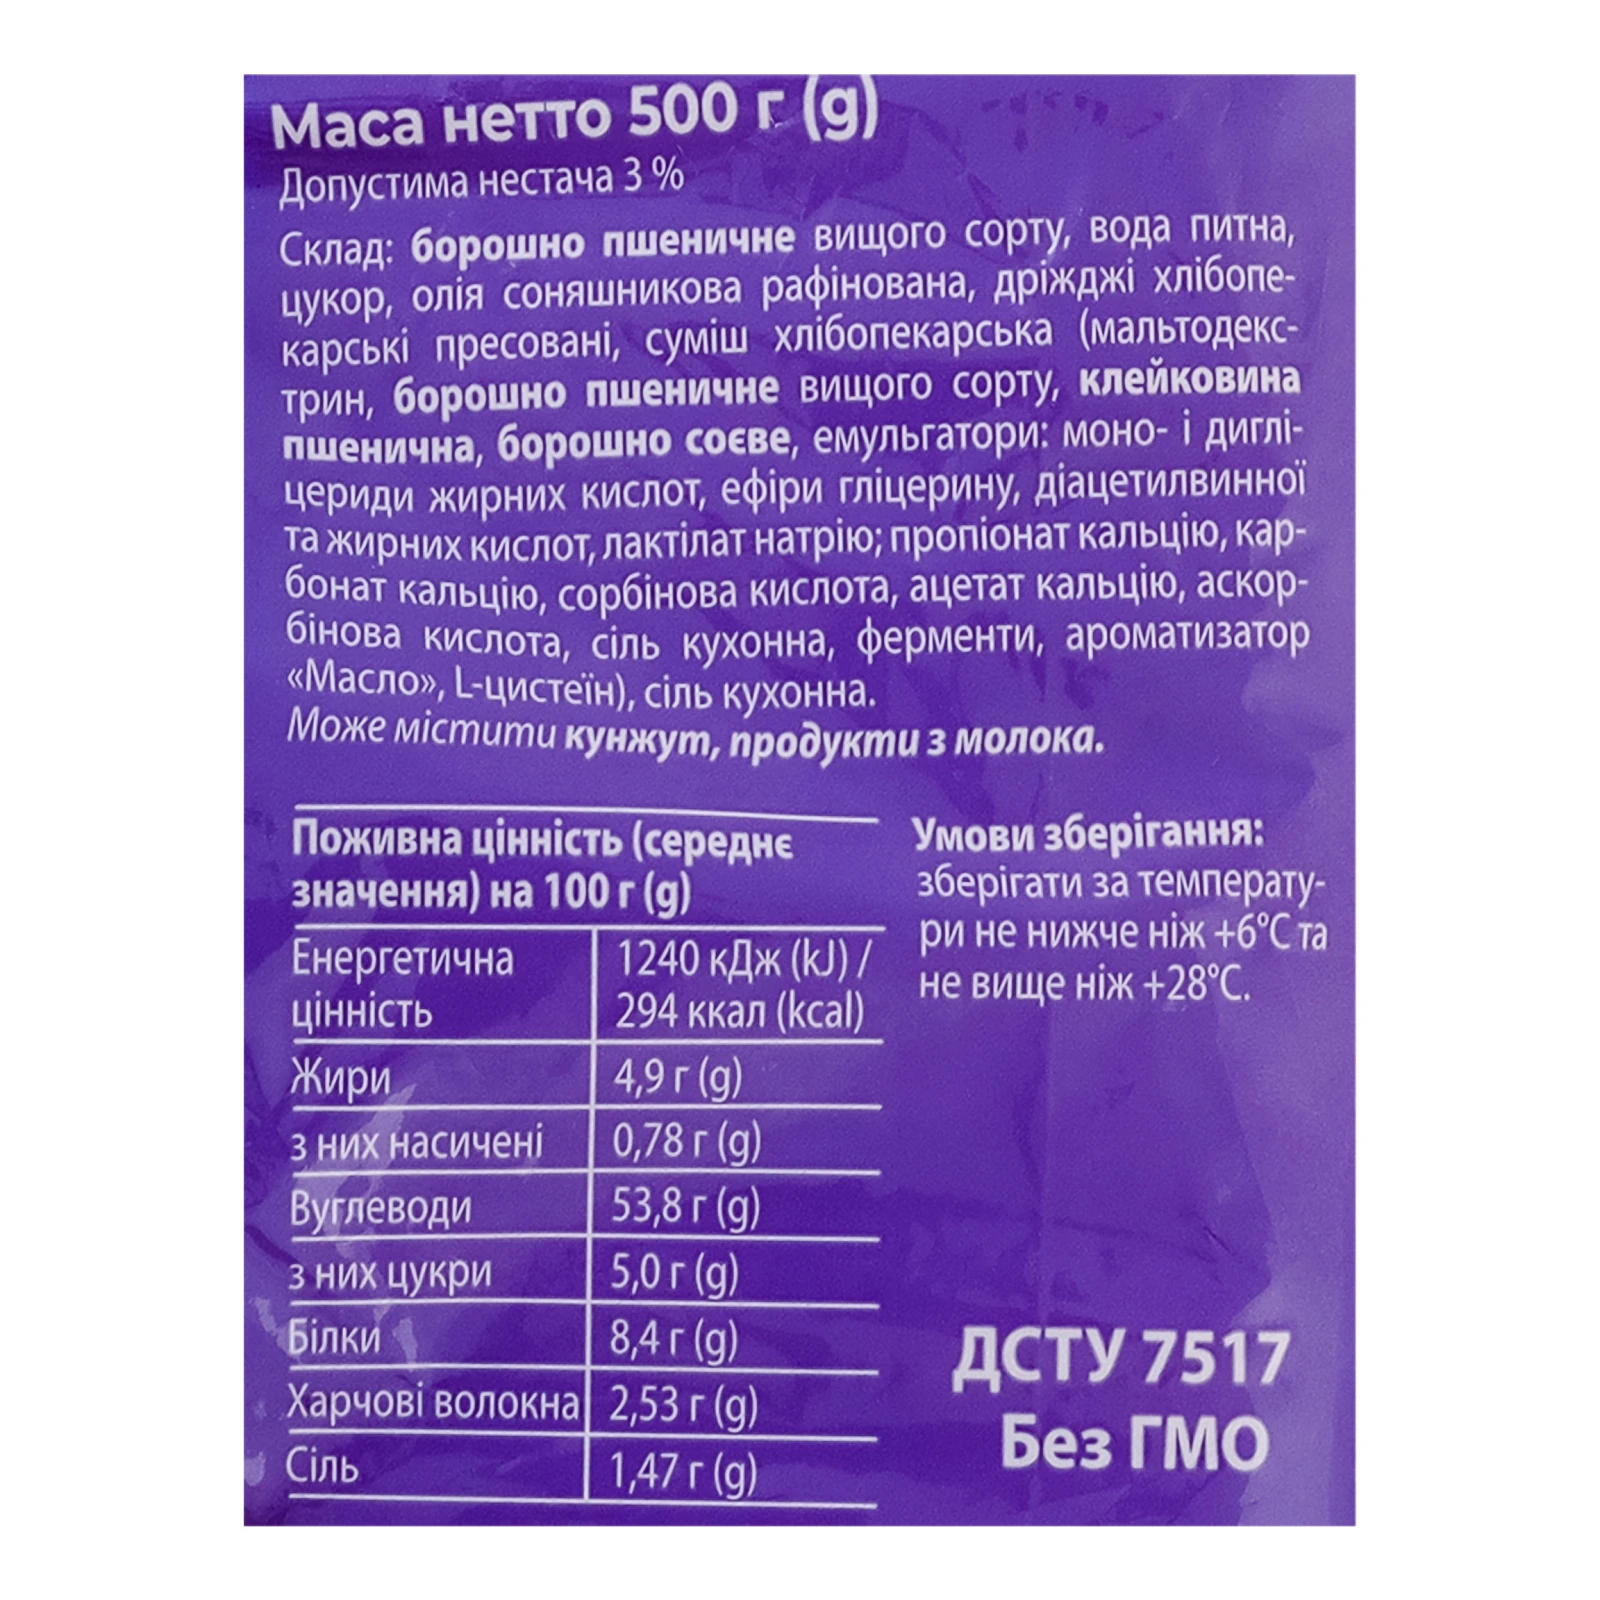 Маса нетто 500 г (g)
Допустима нестача 3 %
Склад: борошно пшеничне вищого сорту, вода питна,
цукор, олія соняшникова рафінована, дріжджі хлібопе-
карські пресовані, суміш хлібопекарська (мальтодекс-
трин, борошно пшеничне вищого сорту, клейковина
пшенична, борошно соєве, емульгатори: моно- і диглі-
цериди жирних кислот, ефіри гліцерину, діацетилвинної
та жирних кислот, лактілат натрію; пропіонат кальцію, кар-
бонат кальцію, сорбінова кислота, ацетат кальцію, аскор-
бінова кислота, сіль кухонна, ферменти, ароматизатор
«Масло», L-цистеїн), сіль кухонна.
Може містити кунжут, продукти з молока.
Поживна цінність (середнє
значення) на 100 г (g)
Енергетична 1240 кДж (kJ) /
цінність 294 ккал (kcal)
Жири 4,9 г (g)
з них насичені 0,78 г (g)
Вуглеводи 53,8 г (g)
з них цукри 5,0 г (g)
Білки 8,4 г (g)
Харчові волокна 2,53 г (g)
Сіль 1,47 г (g)
Умови зберігання:
зберігати за температу-
ри не нижче ніж +6°С та
не вище ніж +28°С.
ДСТУ 7517
Без ГМО